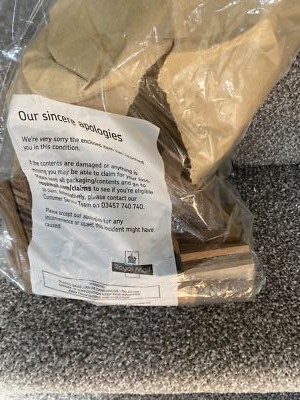 Our sincere apologies
We're very sorry the enclosed item has reached
you in this condition.
If the contents are damaged or anything is
missing you may be able to claim for your item.
Please keep all packaging/contents and go to
royalmail.com/claims to see if you're eligible
to claim. Alternatively, please contact our
Customer Service Team on 03457 740 740.
Please accept our apologies for any
inconvenience or upset this incident might have
caused.
Royal Mail